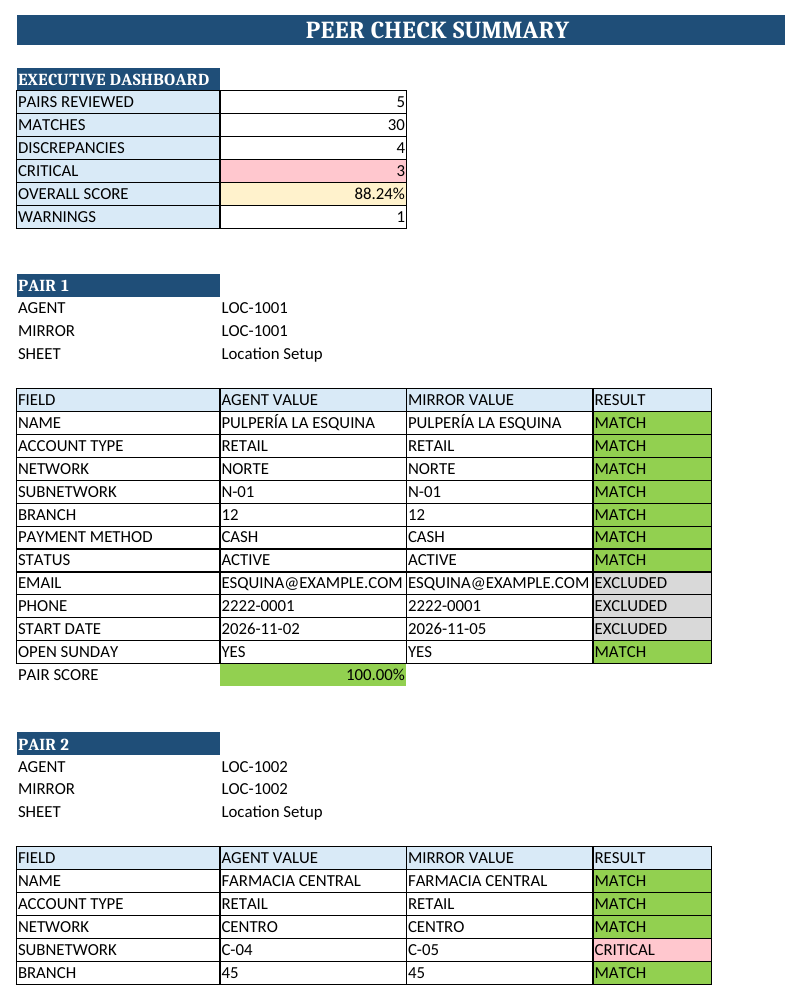 PEER CHECK SUMMARY
EXECUTIVE DASHBOARD
PAIRS REVIEWED 5
MATCHES 30
DISCREPANCIES 4
CRITICAL 3
OVERALL SCORE 88.24%
WARNINGS 1
PAIR 1
AGENT LOC-1001
MIRROR LOC-1001
SHEET Location Setup
FIELD AGENT VALUE MIRROR VALUE RESULT
NAME PULPERÍA LA ESQUINA PULPERÍA LA ESQUINA MATCH
ACCOUNT TYPE RETAIL RETAIL MATCH
NETWORK NORTE NORTE MATCH
SUBNETWORK N-01 N-01 MATCH
BRANCH 12 12 MATCH
PAYMENT METHOD CASH CASH MATCH
STATUS ACTIVE ACTIVE MATCH
EMAIL ESQUINA@EXAMPLE.COM ESQUINA@EXAMPLE.COM EXCLUDED
PHONE 2222-0001 2222-0001 EXCLUDED
START DATE 2026-11-02 2026-11-05 EXCLUDED
OPEN SUNDAY YES YES MATCH
PAIR SCORE 100.00%
PAIR 2
AGENT LOC-1002
MIRROR LOC-1002
SHEET Location Setup
FIELD AGENT VALUE MIRROR VALUE RESULT
NAME FARMACIA CENTRAL FARMACIA CENTRAL MATCH
ACCOUNT TYPE RETAIL RETAIL MATCH
NETWORK CENTRO CENTRO MATCH
SUBNETWORK C-04 C-05 CRITICAL
BRANCH 45 45 MATCH